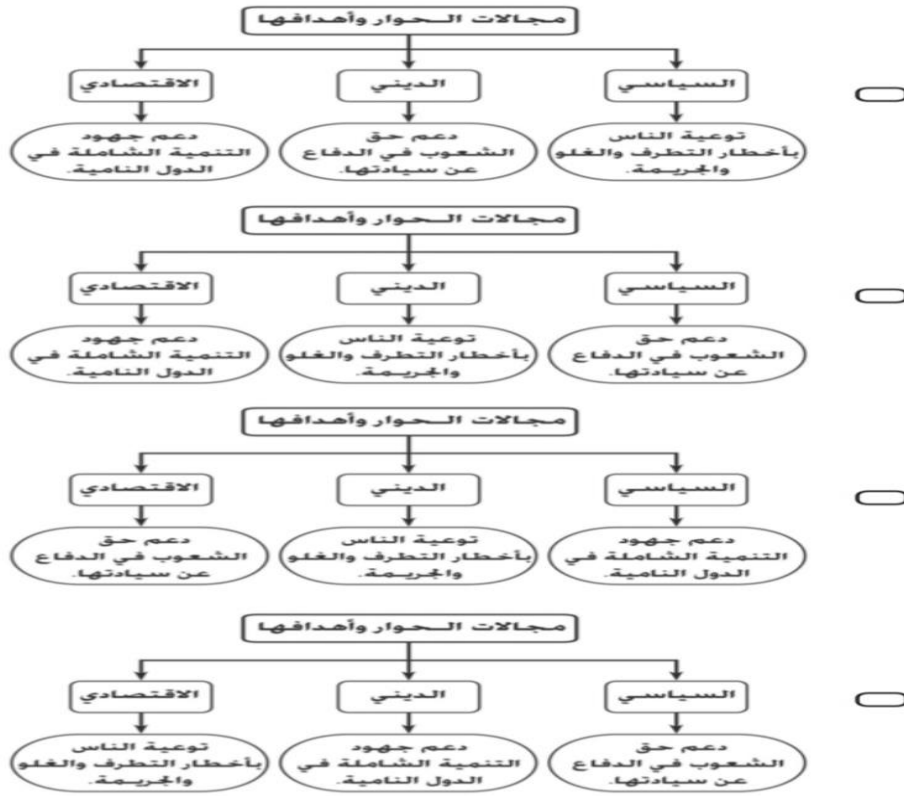 مجالات الحوار وأهدافها
السياسي
الديني
الاقتصادي
توعية الناس
بأخطار التطرف والغلو
والجريمة.
دعم حق
الشعوب في الدفاع
عن سيادتها.
دعم جهود
التنمية الشاملة في
الدول النامية.
مجالات الحوار وأهدافها
السياسي
الديني
الاقتصادي
دعم حق
الشعوب في الدفاع
عن سيادتها.
توعية الناس
بأخطار التطرف والغلو
والجريمة.
دعم جهود
التنمية الشاملة في
الدول النامية.
مجالات الحوار وأهدافها
السياسي
الديني
الاقتصادي
دعم جهود
التنمية الشاملة في
الدول النامية.
توعية الناس
بأخطار التطرف والغلو
والجريمة.
دعم حق
الشعوب في الدفاع
عن سيادتها.
مجالات الحوار وأهدافها
السياسي
الديني
الاقتصادي
دعم حق
الشعوب في الدفاع
عن سيادتها.
دعم جهود
التنمية الشاملة في
الدول النامية.
توعية الناس
بأخطار التطرف والغلو
والجريمة.